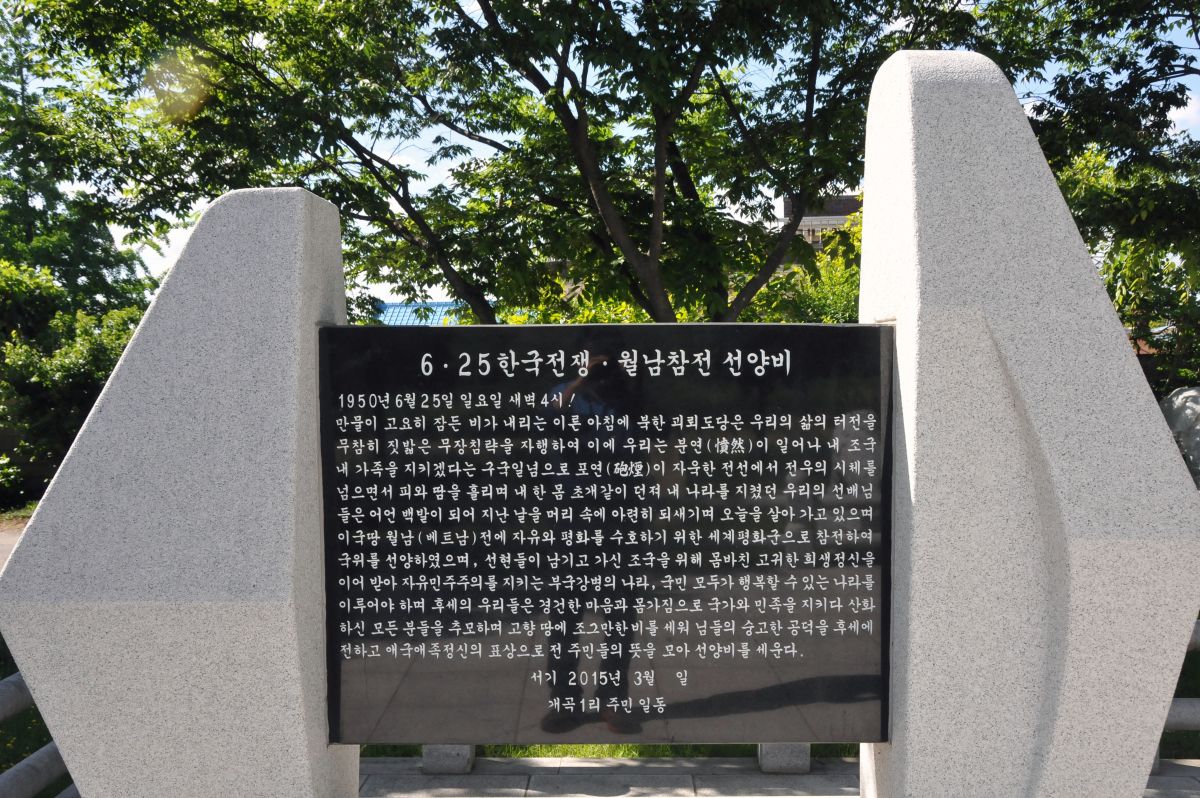 6·25한국전쟁·월남참전 선양비
1950년6월25일 일요일 새벽4시!
만물이 고요히 잠든 비가 내리는 이른 아침에 북한 괴뢰도당은 우리의 삶의 터전을
무참히 짓밟은 무장침략을 자행하여 이에 우리는 분연(憤然)이 일어나 내 조국
내 가족을 지키겠다는 구국일념으로 포연(砲煙)이 자욱한 전선에서 전우의 시체를
넘으면서 피와 땀을 흘리며 내 한 몸 초개같이 던져 내 나라를 지켰던 우리의 선배님
들은 어언 백발이 되어 지난 날을 머리 속에 아련히 되새기며 오늘을 살아 가고 있으며
이국땅 월남(베트남)전에 자유와 평화를 수호하기 위한 세계평화군으로 참전하여
국위를 선양하였으며, 선현들이 남기고 가신 조국을 위해 몸바친 고귀한 희생정신을
이어 받아 자유민주주의를 지키는 부국강병의 나라, 국민 모두가 행복할 수 있는 나라를
이루어야 하며 후세의 우리들은 경건한 마음과 몸가짐으로 국가와 민족을 지키다 산화
하신 모든 분들을 추모하며 고향 땅에 조그만한 비를 세워 님들의 숭고한 공덕을 후세에
전하고 애국애족정신의 표상으로 전 주민들의 뜻을 모아 선양비를 세운다.
서기 2015년 3월 일
개곡1리 주민 일동